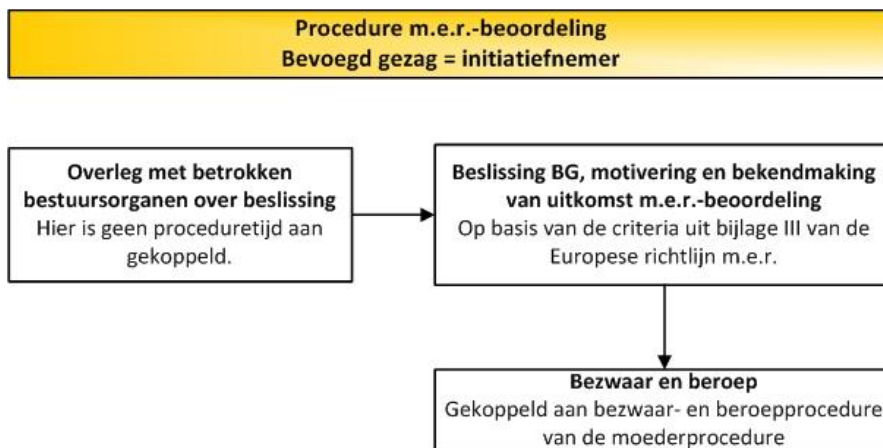 Procedure m.e.r.-beoordeling
Bevoegd gezag = initiatiefnemer
Overleg met betrokken
bestuursorganen over beslissing
Hier is geen proceduretijd aan
gekoppeld.
Beslissing BG, motivering en bekendmaking
van uitkomst m.e.r.-beoordeling
Op basis van de criteria uit bijlage III van de
Europese richtlijn m.e.r.
Bezwaar en beroep
Gekoppeld aan bezwaar- en beroepprocedure
van de moederprocedure